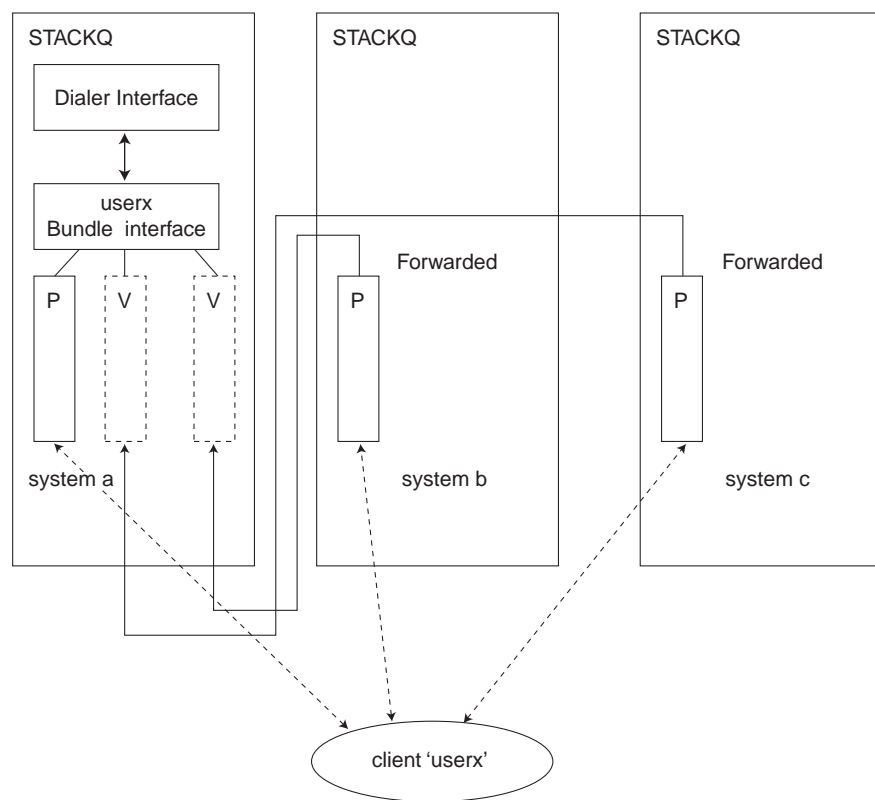 STACKQ
STACKQ
STACKQ
Dialer Interface
userx
Bundle interface
Forwarded
Forwarded
P
V
V
P
P
system a
system b
system c
client ‘userx’